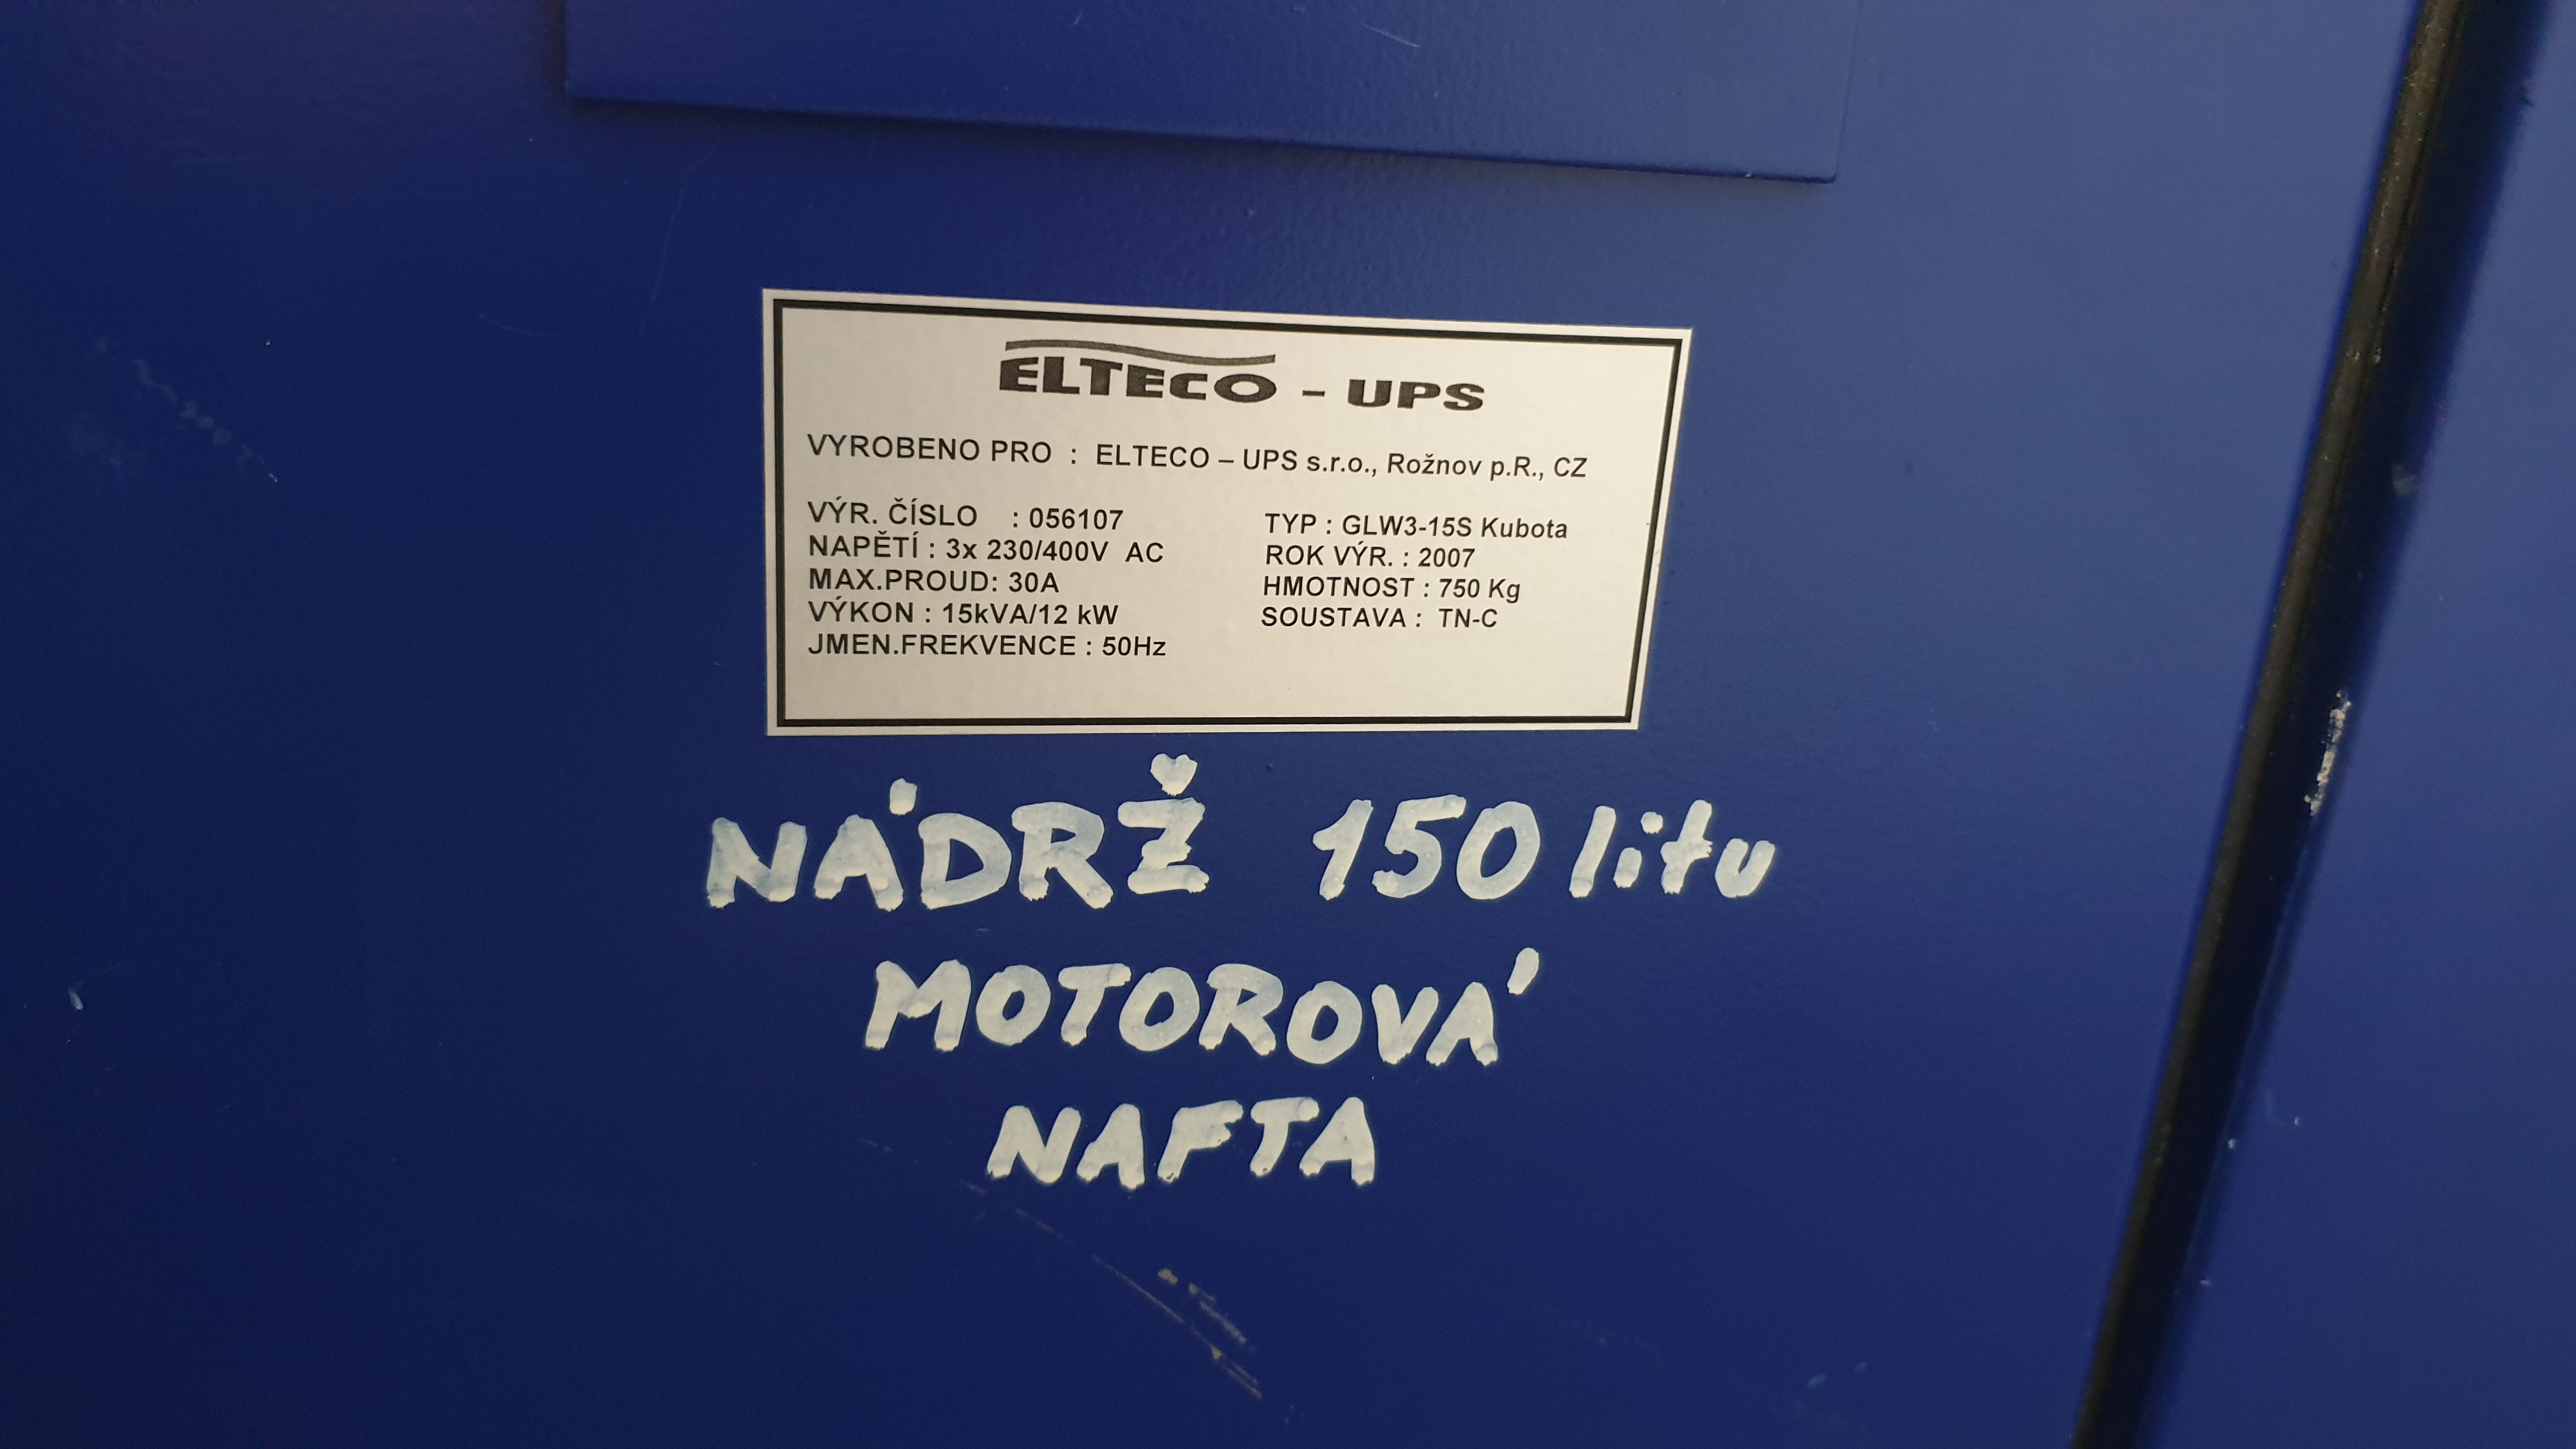 ELTECO - UPS
VYROBENO PRO : ELTECO – UPS s.r.o., Rožnov p.R., CZ
VÝR. ČÍSLO : 056107
NAPĚTÍ : 3x 230/400V AC
MAX.PROUD: 30A
VÝKON : 15kVA/12 kW
JMEN.FREKVENCE : 50Hz
TYP : GLW3-15S Kubota
ROK VÝR. : 2007
HMOTNOST : 750 Kg
SOUSTAVA : TN-C
NÁDRŽ 150 litu
MOTOROVÁ
NAFTA